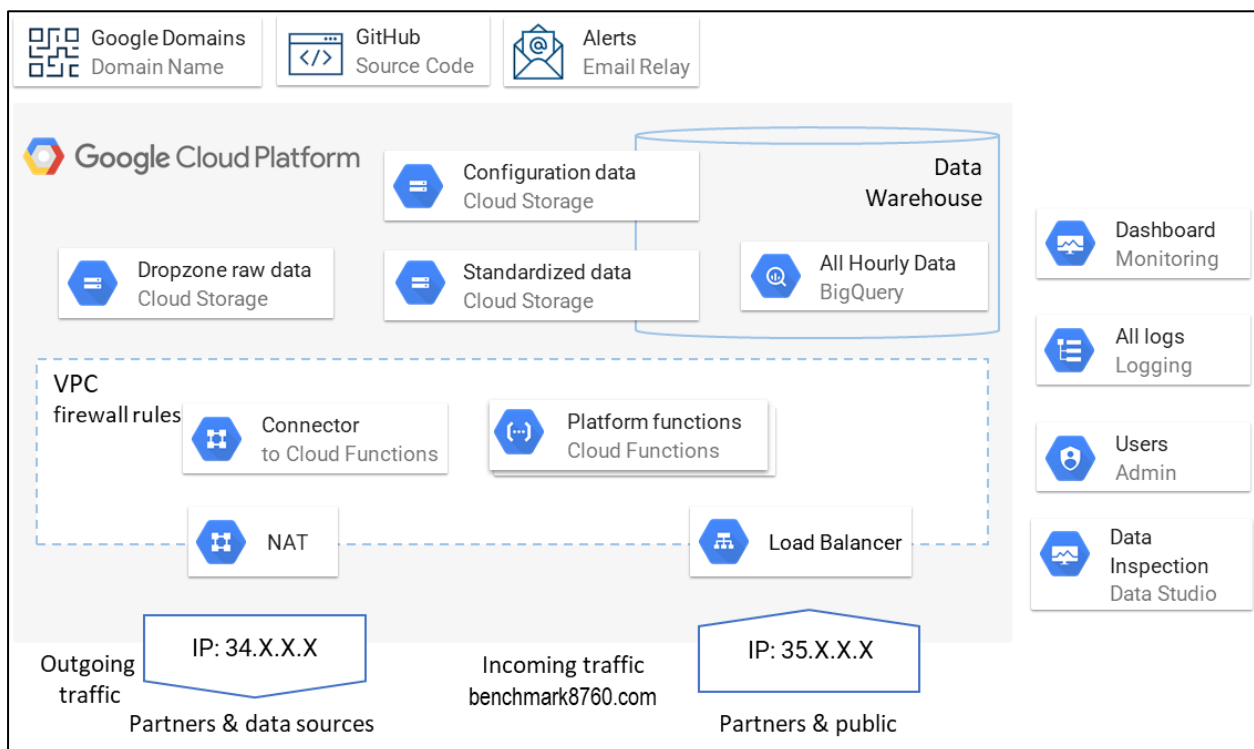 Google Domains
Domain Name
GitHub
Source Code
Alerts
Email Relay
Google Cloud Platform
Configuration data
Cloud Storage
Data
Warehouse
Dropzone raw data
Cloud Storage
Standardized data
Cloud Storage
All Hourly Data
BigQuery
Dashboard
Monitoring
All logs
Logging
Users
Admin
Data
Inspection
Data Studio
VPC
firewall rules
Connector
to Cloud Functions
Platform functions
Cloud Functions
NAT
Load Balancer
IP: 34.X.X.X
Outgoing
traffic
Partners & data sources
Incoming traffic
benchmark8760.com
IP: 35.X.X.X
Partners & public